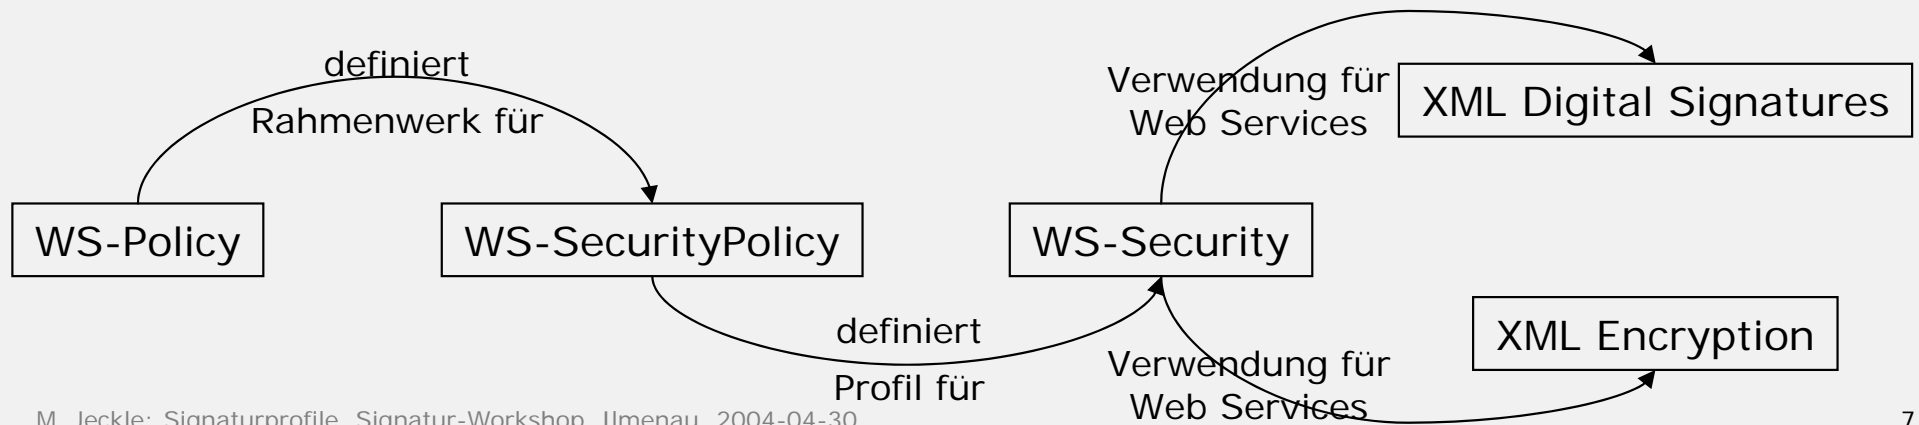 definiert
Rahmenwerk für
Verwendung für
Web Services
XML Digital Signatures
WS-Policy
WS-SecurityPolicy
WS-Security
definiert
Profil für
Verwendung für
Web Services
XML Encryption
M. Jeckle: Signaturprofile, Signatur-Workshop, Ilmenau, 2004-04-30
7